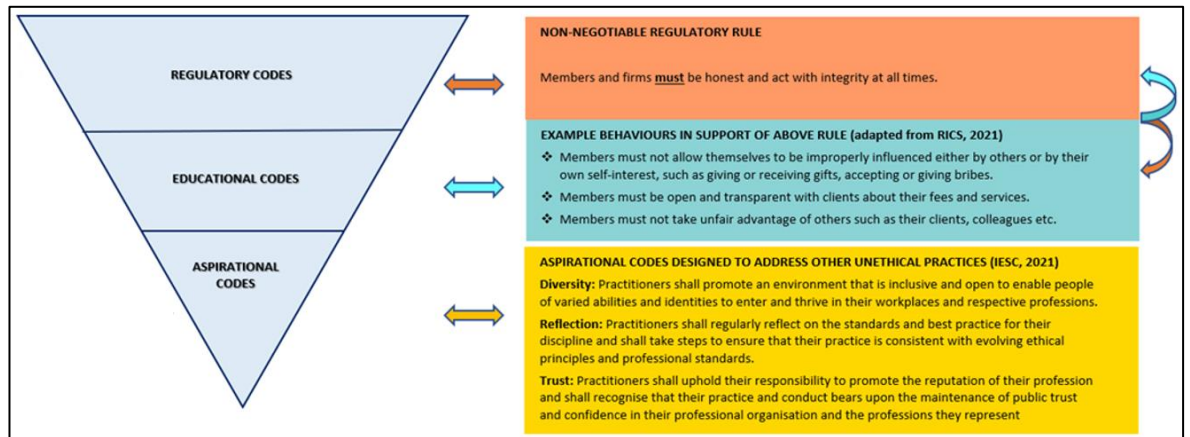 REGULATORY CODES
EDUCATIONAL CODES
ASPIRATIONAL
CODES
NON-NEGOTIABLE REGULATORY RULE
Members and firms must be honest and act with integrity at all times.
EXAMPLE BEHAVIOURS IN SUPPORT OF ABOVE RULE (adapted from RICS, 2021)
❖ Members must not allow themselves to be improperly influenced either by others or by their
own self-interest, such as giving or receiving gifts, accepting or giving bribes.
❖ Members must be open and transparent with clients about their fees and services.
❖ Members must not take unfair advantage of others such as their clients, colleagues etc.
ASPIRATIONAL CODES DESIGNED TO ADDRESS OTHER UNETHICAL PRACTICES (IESC, 2021)
Diversity: Practitioners shall promote an environment that is inclusive and open to enable people
of varied abilities and identities to enter and thrive in their workplaces and respective professions.
Reflection: Practitioners shall regularly reflect on the standards and best practice for their
discipline and shall take steps to ensure that their practice is consistent with evolving ethical
principles and professional standards.
Trust: Practitioners shall uphold their responsibility to promote the reputation of their profession
and shall recognise that their practice and conduct bears upon the maintenance of public trust
and confidence in their professional organisation and the professions they represent